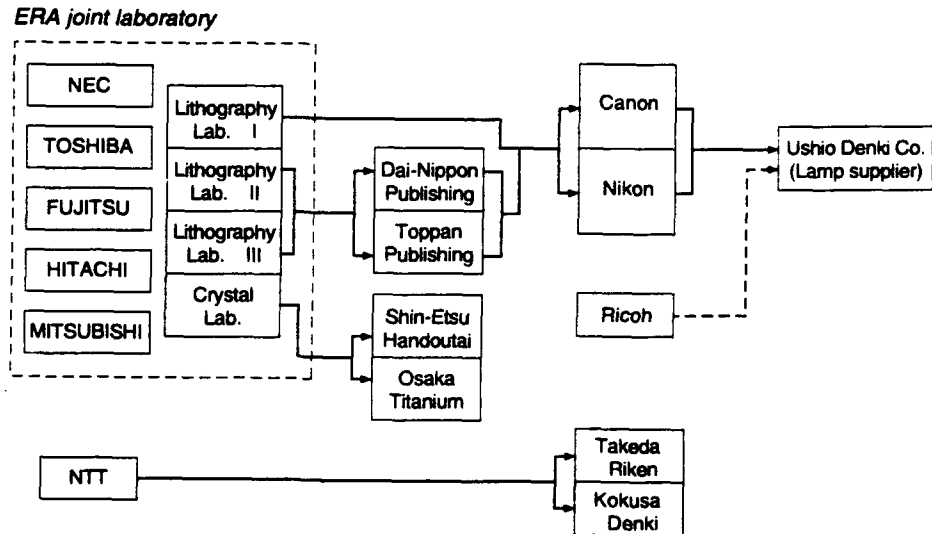 ERA joint laboratory
NEC
TOSHIBA
FUJITSU
HITACHI
MITSUBISHI
Lithography
Lab. I
Lithography
Lab. II
Lithography
Lab. III
Crystal
Lab.
Dai-Nippon
Publishing
Toppan
Publishing
Shin-Etsu
Handoutai
Osaka
Titanium
Canon
Nikon
Ricoh
Ushio Denki Co.
(Lamp supplier)
NTT
Takeda
Riken
Kokusa
Denki